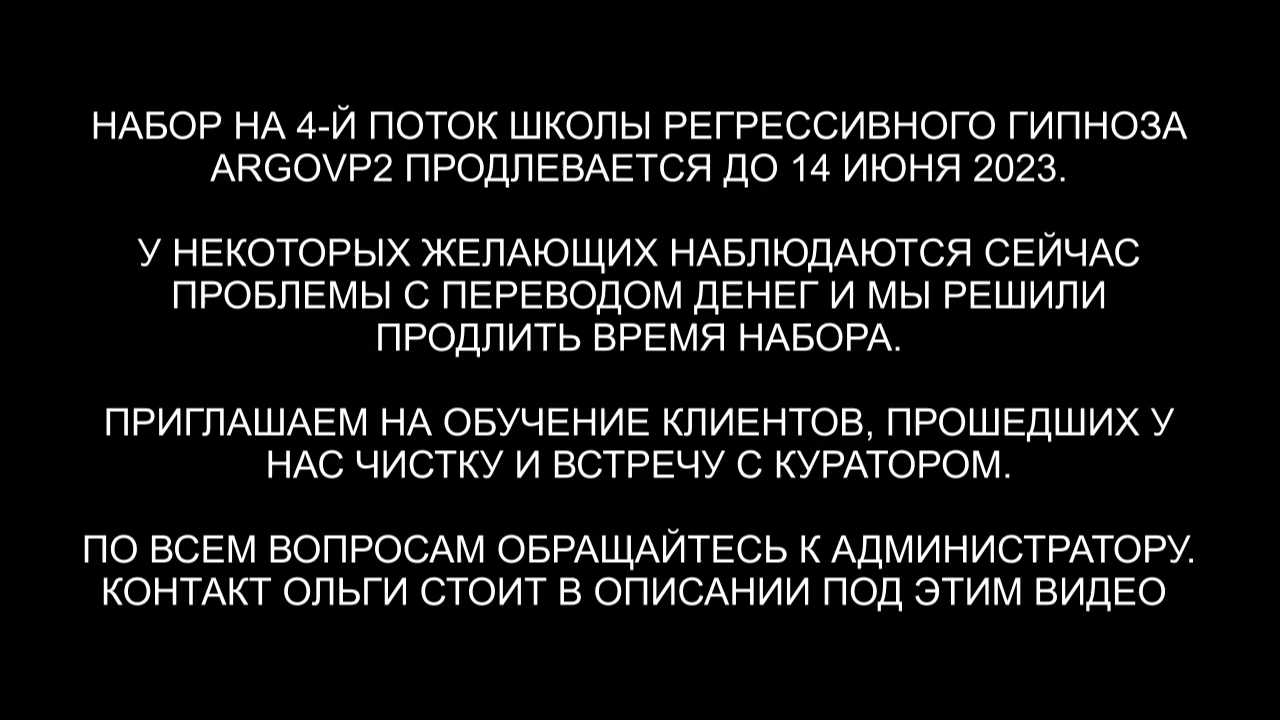 НАБОР НА 4-Й ПОТОК ШКОЛЫ РЕГРЕССИВНОГО ГИПНОЗА
ARGOVP2 ПРОДЛЕВАЕТСЯ ДО 14 ИЮНЯ 2023.
У НЕКОТОРЫХ ЖЕЛАЮЩИХ НАБЛЮДАЮТСЯ СЕЙЧАС
ПРОБЛЕМЫ С ПЕРЕВОДОМ ДЕНЕГ И МЫ РЕШИЛИ
ПРОДЛИТЬ ВРЕМЯ НАБОРА.
ПРИГЛАШАЕМ НА ОБУЧЕНИЕ КЛИЕНТОВ, ПРОШЕДШИХ У
НАС ЧИСТКУ И ВСТРЕЧУ С КУРАТОРОМ.
ПО ВСЕМ ВОПРОСАМ ОБРАЩАЙТЕСЬ К АДМИНИСТРАТОРУ.
КОНТАКТ ОЛЬГИ СТОИТ В ОПИСАНИИ ПОД ЭТИМ ВИДЕО